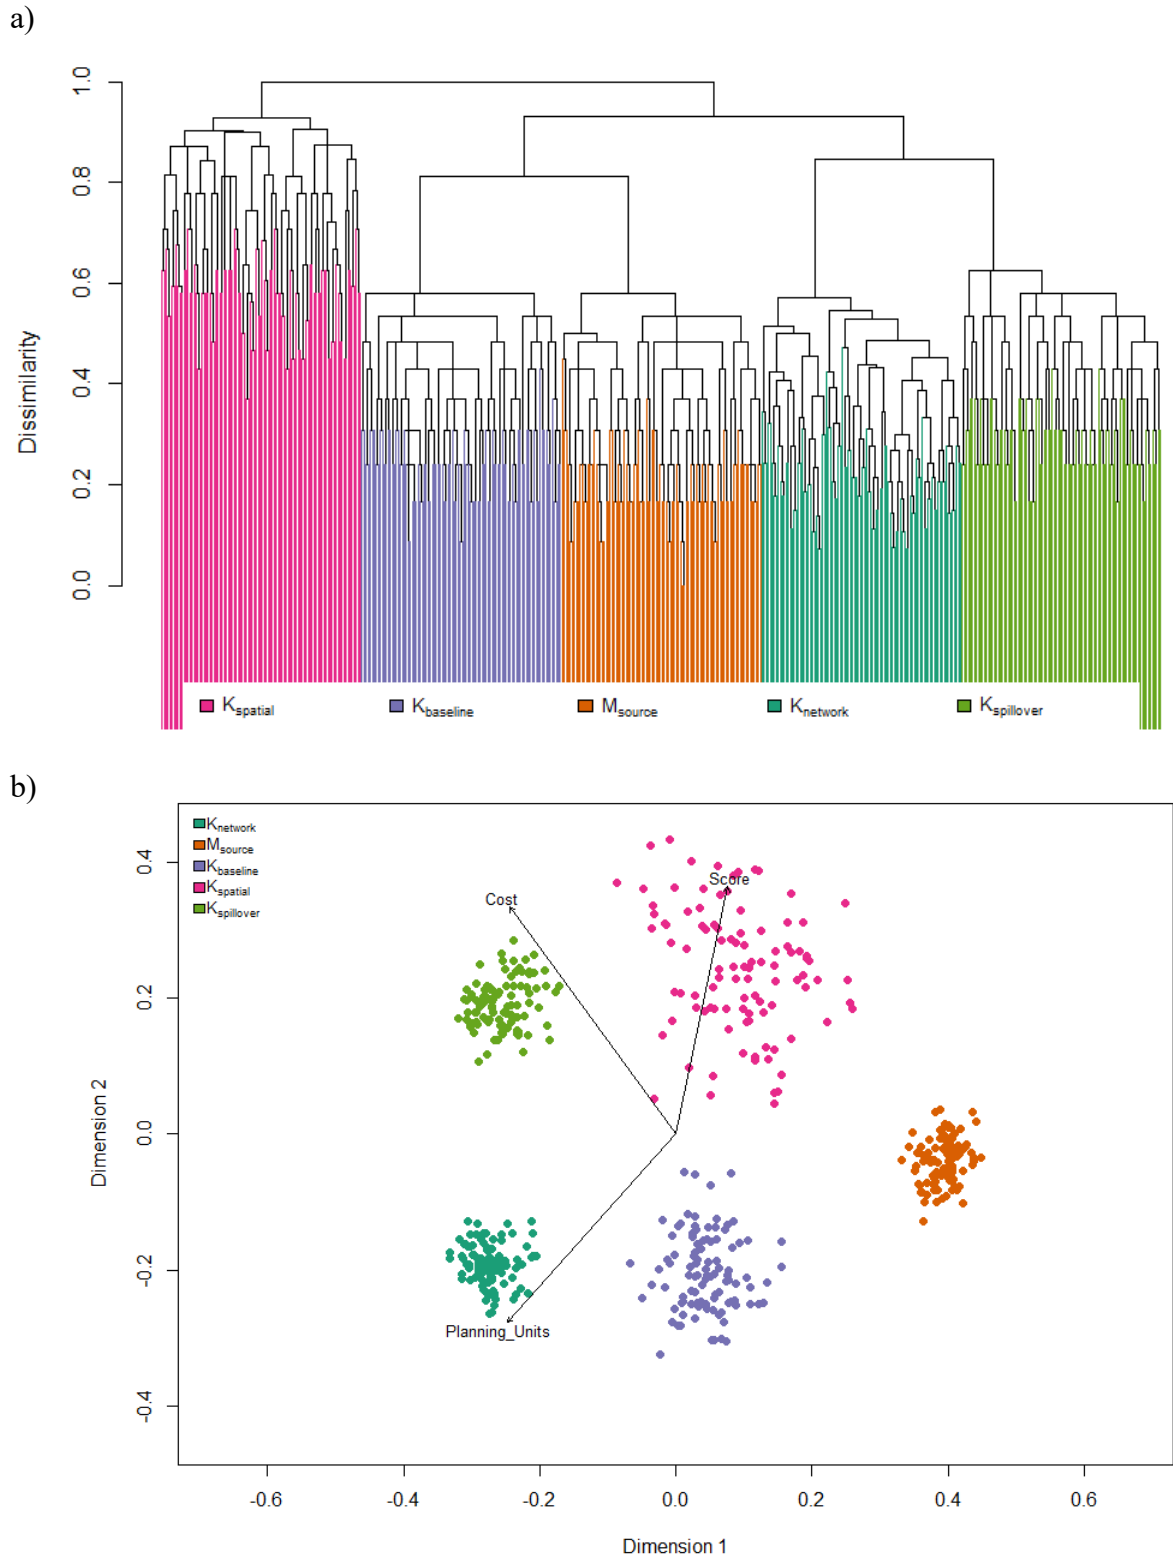 a)
1.0
0.8
0.6
0.4
0.2
0.0
Dissimilarity
Kspatial Kbaseline Msource Knetwork Kspillover
b)
Knetwork
Msource
Kbaseline
Kspatial
Kspillover
Score
Cost
Planning_Units
0.4
0.2
0.0
-0.2
-0.4
Dimension 2
-0.6 -0.4 -0.2 0.0 0.2 0.4 0.6
Dimension 1